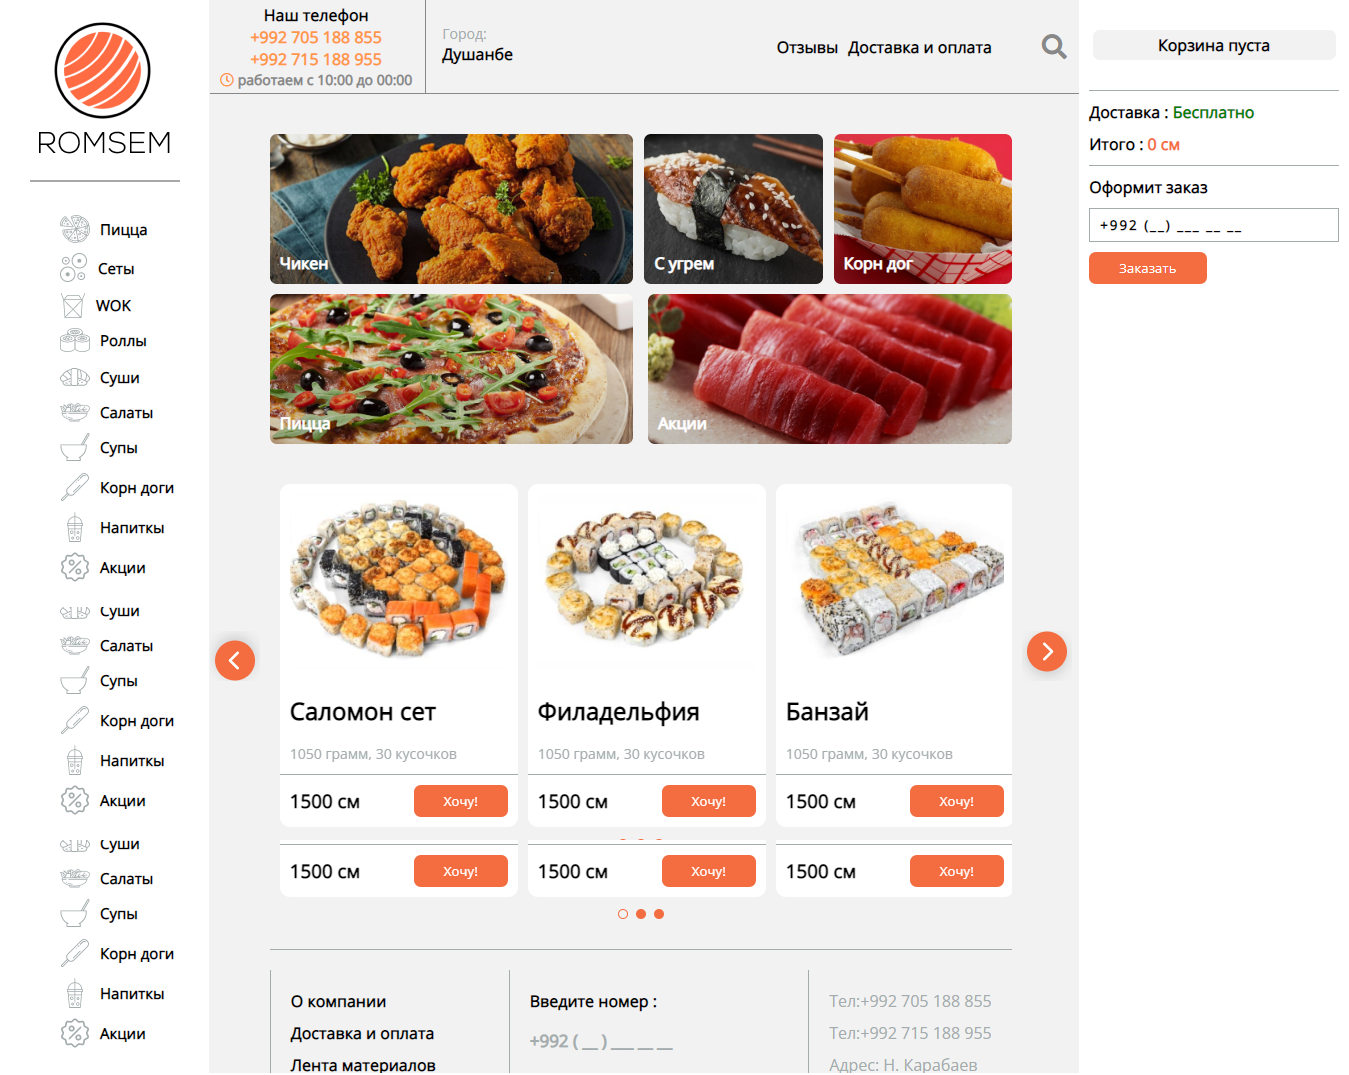 ROMSEM
Пицца
Сеты
WOK
Роллы
Суши
Салаты
Супы
Корн доги
Напиткы
Акции
Суши
Салаты
Супы
Корн доги
Напиткы
Акции
Суши
Салаты
Супы
Корн доги
Напиткы
Акции
Наш телефон
+992 705 188 855
+992 715 188 955
работаем с 10:00 до 00:00
Город:
Душанбе
Отзывы Доставка и оплата
Чикен
С угрем
Корн дог
Пицца
Акции
Саломон сет
1050 грамм, 30 кусочков
1500 см
Хочу!
Филадельфия
1050 грамм, 30 кусочков
1500 см
Хочу!
Банзай
1050 грамм, 30 кусочков
1500 см
Хочу!
1500 см
Хочу!
1500 см
Хочу!
1500 см
Хочу!
О компании
Доставка и оплата
Лента материалов
Введите номер :
+992 ( __ ) ___ __ __
Тел:+992 705 188 855
Тел:+992 715 188 955
Адрес: Н. Карабаев
Корзина пуста
Доставка : Бесплатно
Итого : 0 см
Оформит заказ
+992 (__) ___ __ __
Заказать